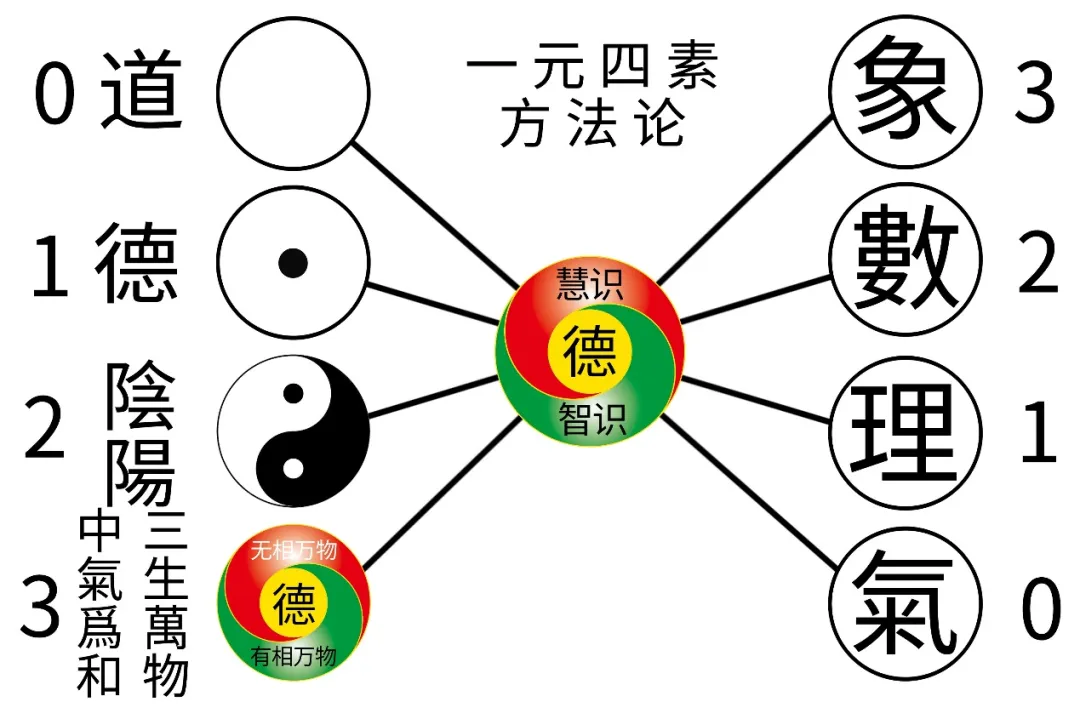 一元四素
方法论
0 道
1 德
2 陰陽
3 三生萬物
中氣爲和
无相万物
德
有相万物
慧识
德
智识
象 3
數 2
理 1
氣 0